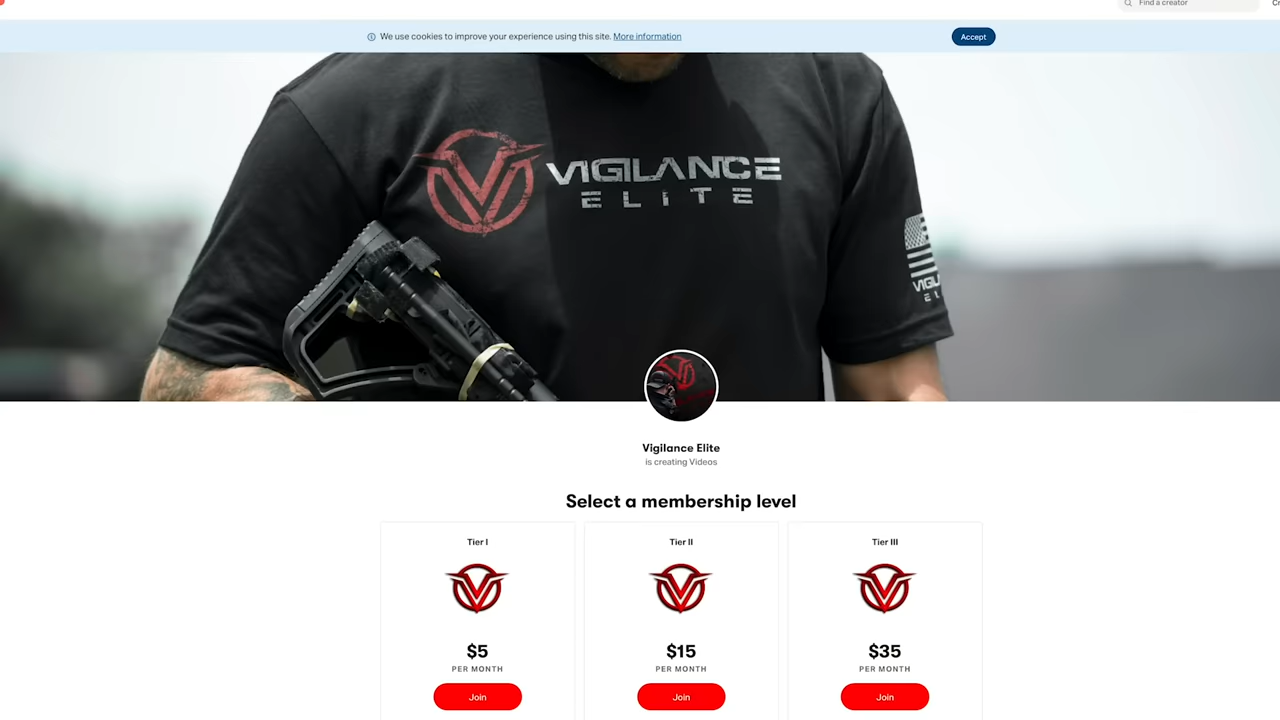 Find a creator
We use cookies to improve your experience using this site. More information
Accept
VIGILANCE
ELITE
Vigilance Elite
is creating Videos
Select a membership level
Tier I
Tier II
Tier III
$5
$15
$35
PER MONTH
PER MONTH
PER MONTH
Join
Join
Join